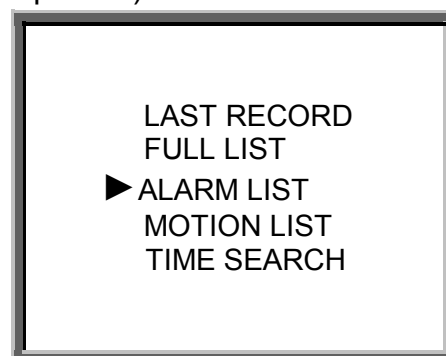 LAST RECORD
FULL LIST
►ALARM LIST
MOTION LIST
TIME SEARCH